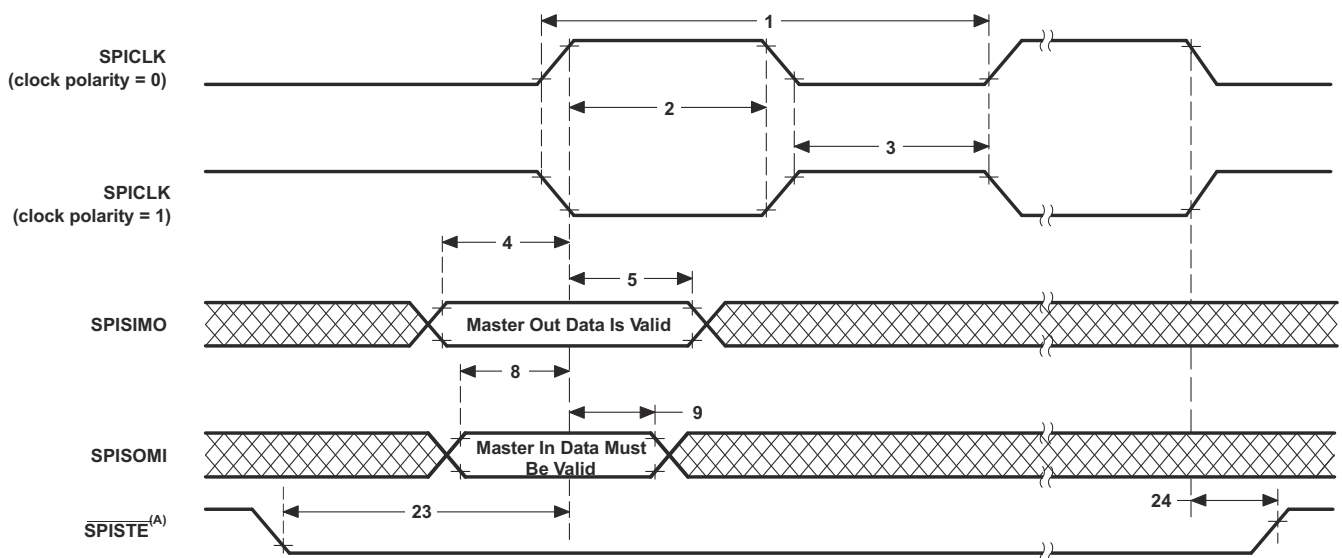 1
SPICLK
(clock polarity = 0)
2
3
SPICLK
(clock polarity = 1)
4
5
SPISIMO
Master Out Data Is Valid
8
9
SPISOMI
Master In Data Must
Be Valid
23
24
SPISTE(A)